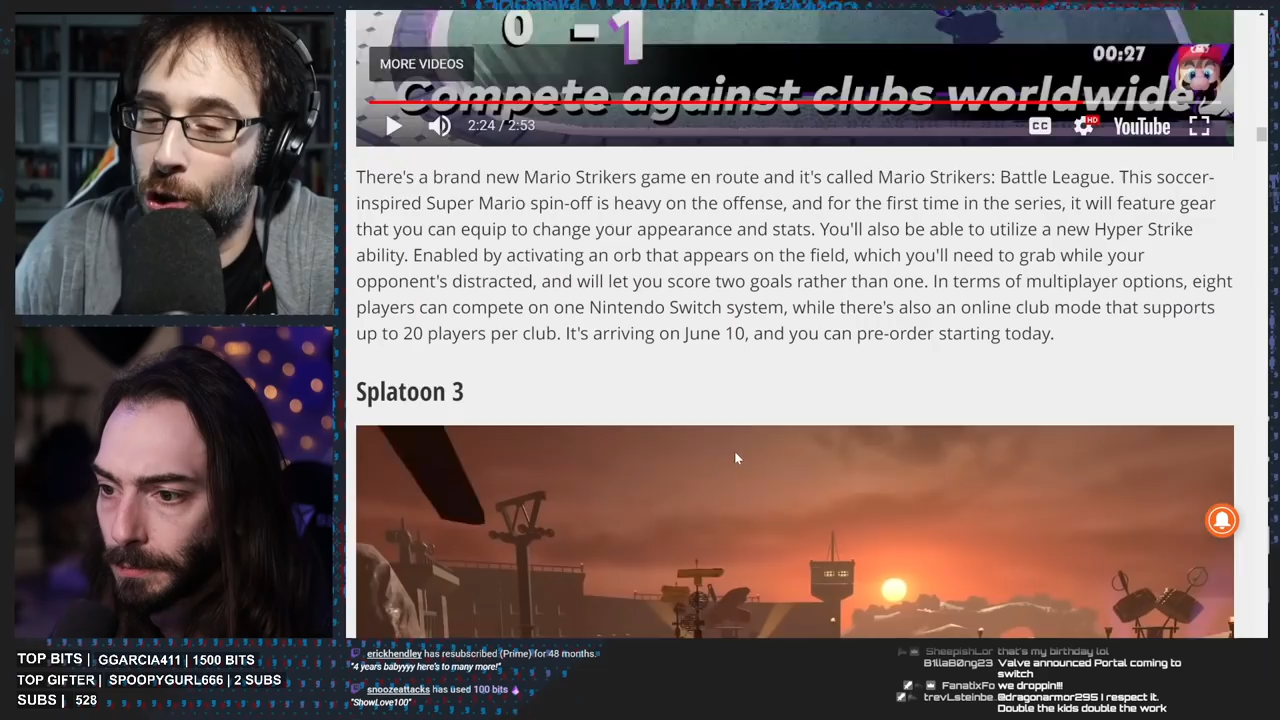 0 - 1
00:27
MORE VIDEOS
Compete against clubs worldwide
2:24 / 2:53
CC
HD
YouTube
There's a brand new Mario Strikers game en route and it's called Mario Strikers: Battle League. This soccer-
inspired Super Mario spin-off is heavy on the offense, and for the first time in the series, it will feature gear
that you can equip to change your appearance and stats. You'll also be able to utilize a new Hyper Strike
ability. Enabled by activating an orb that appears on the field, which you'll need to grab while your
opponent's distracted, and will let you score two goals rather than one. In terms of multiplayer options, eight
players can compete on one Nintendo Switch system, while there's also an online club mode that supports
up to 20 players per club. It's arriving on June 10, and you can pre-order starting today.
Splatoon 3
TOP BITS | GGARCIA411 | 1500 BITS
TOP GIFTER | SPOOPYGURL666 | 2 SUBS
SUBS | 528
erickhendley has resubscribed (Prime) for 48 months.
"4 years babyyyy here's to many more!"
snoozeattacks has used 100 bits
"ShowLove100"
SheepishLor that's my birthday lol
B1llaB0ng23 Valve announced Portal coming to
switch
FanatixFo we droppin!!!
trevLsteinbe. @dragonarmor295 I respect it.
Double the kids double the work